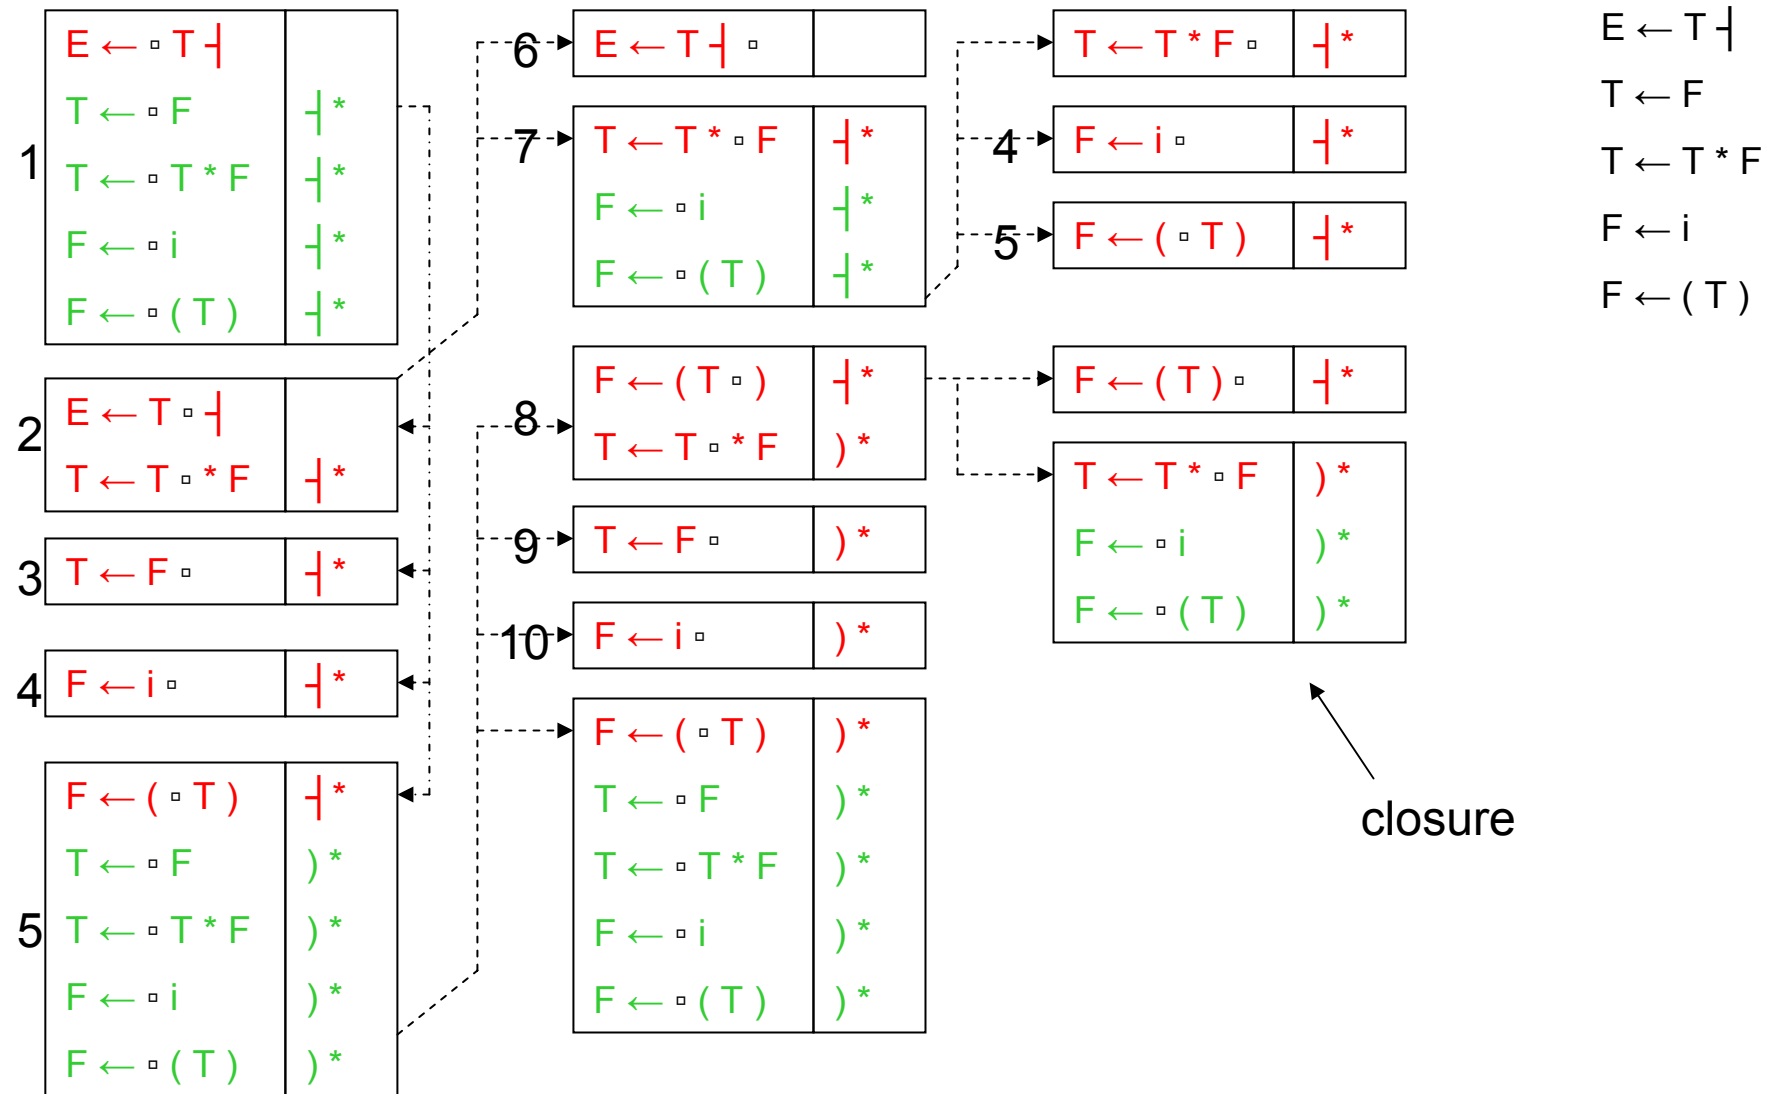 1
E ← ▫ T ┤
T ← ▫ F ┤*
T ← ▫ T * F ┤*
F ← ▫ i ┤*
F ← ▫ ( T ) ┤*
2
E ← T ▫ ┤
T ← T ▫ * F ┤*
3
T ← F ▫ ┤*
4
F ← i ▫ ┤*
5
F ← ( ▫ T ) ┤*
T ← ▫ F ) *
T ← ▫ T * F ) *
F ← ▫ i ) *
F ← ▫ ( T ) ) *
6
E ← T ┤ ▫
7
T ← T * ▫ F ┤*
F ← ▫ i ┤*
F ← ▫ ( T ) ┤*
8
F ← ( T ▫ ) ┤*
T ← T ▫ * F ) *
9
T ← F ▫ ) *
10
F ← i ▫ ) *
F ← ( ▫ T ) ) *
T ← ▫ F ) *
T ← ▫ T * F ) *
F ← ▫ i ) *
F ← ▫ ( T ) ) *
T ← T * F ▫ ┤*
4
F ← i ▫ ┤*
5
F ← ( ▫ T ) ┤*
F ← ( T ) ▫ ┤*
T ← T * ▫ F ) *
F ← ▫ i ) *
F ← ▫ ( T ) ) *
closure
E ← T ┤
T ← F
T ← T * F
F ← i
F ← ( T )